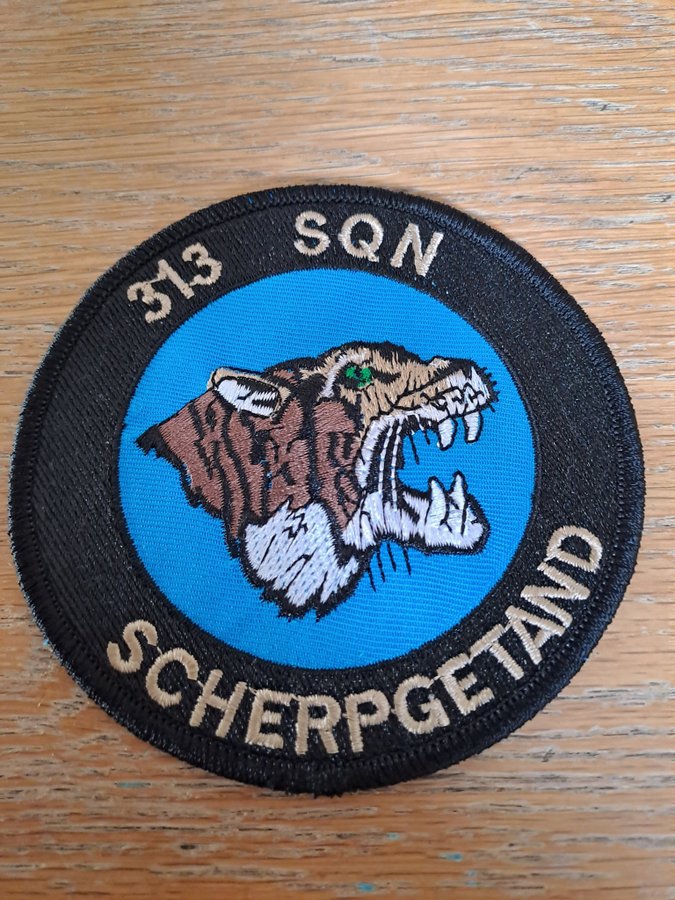 313 SQN
SCHERPGETAND